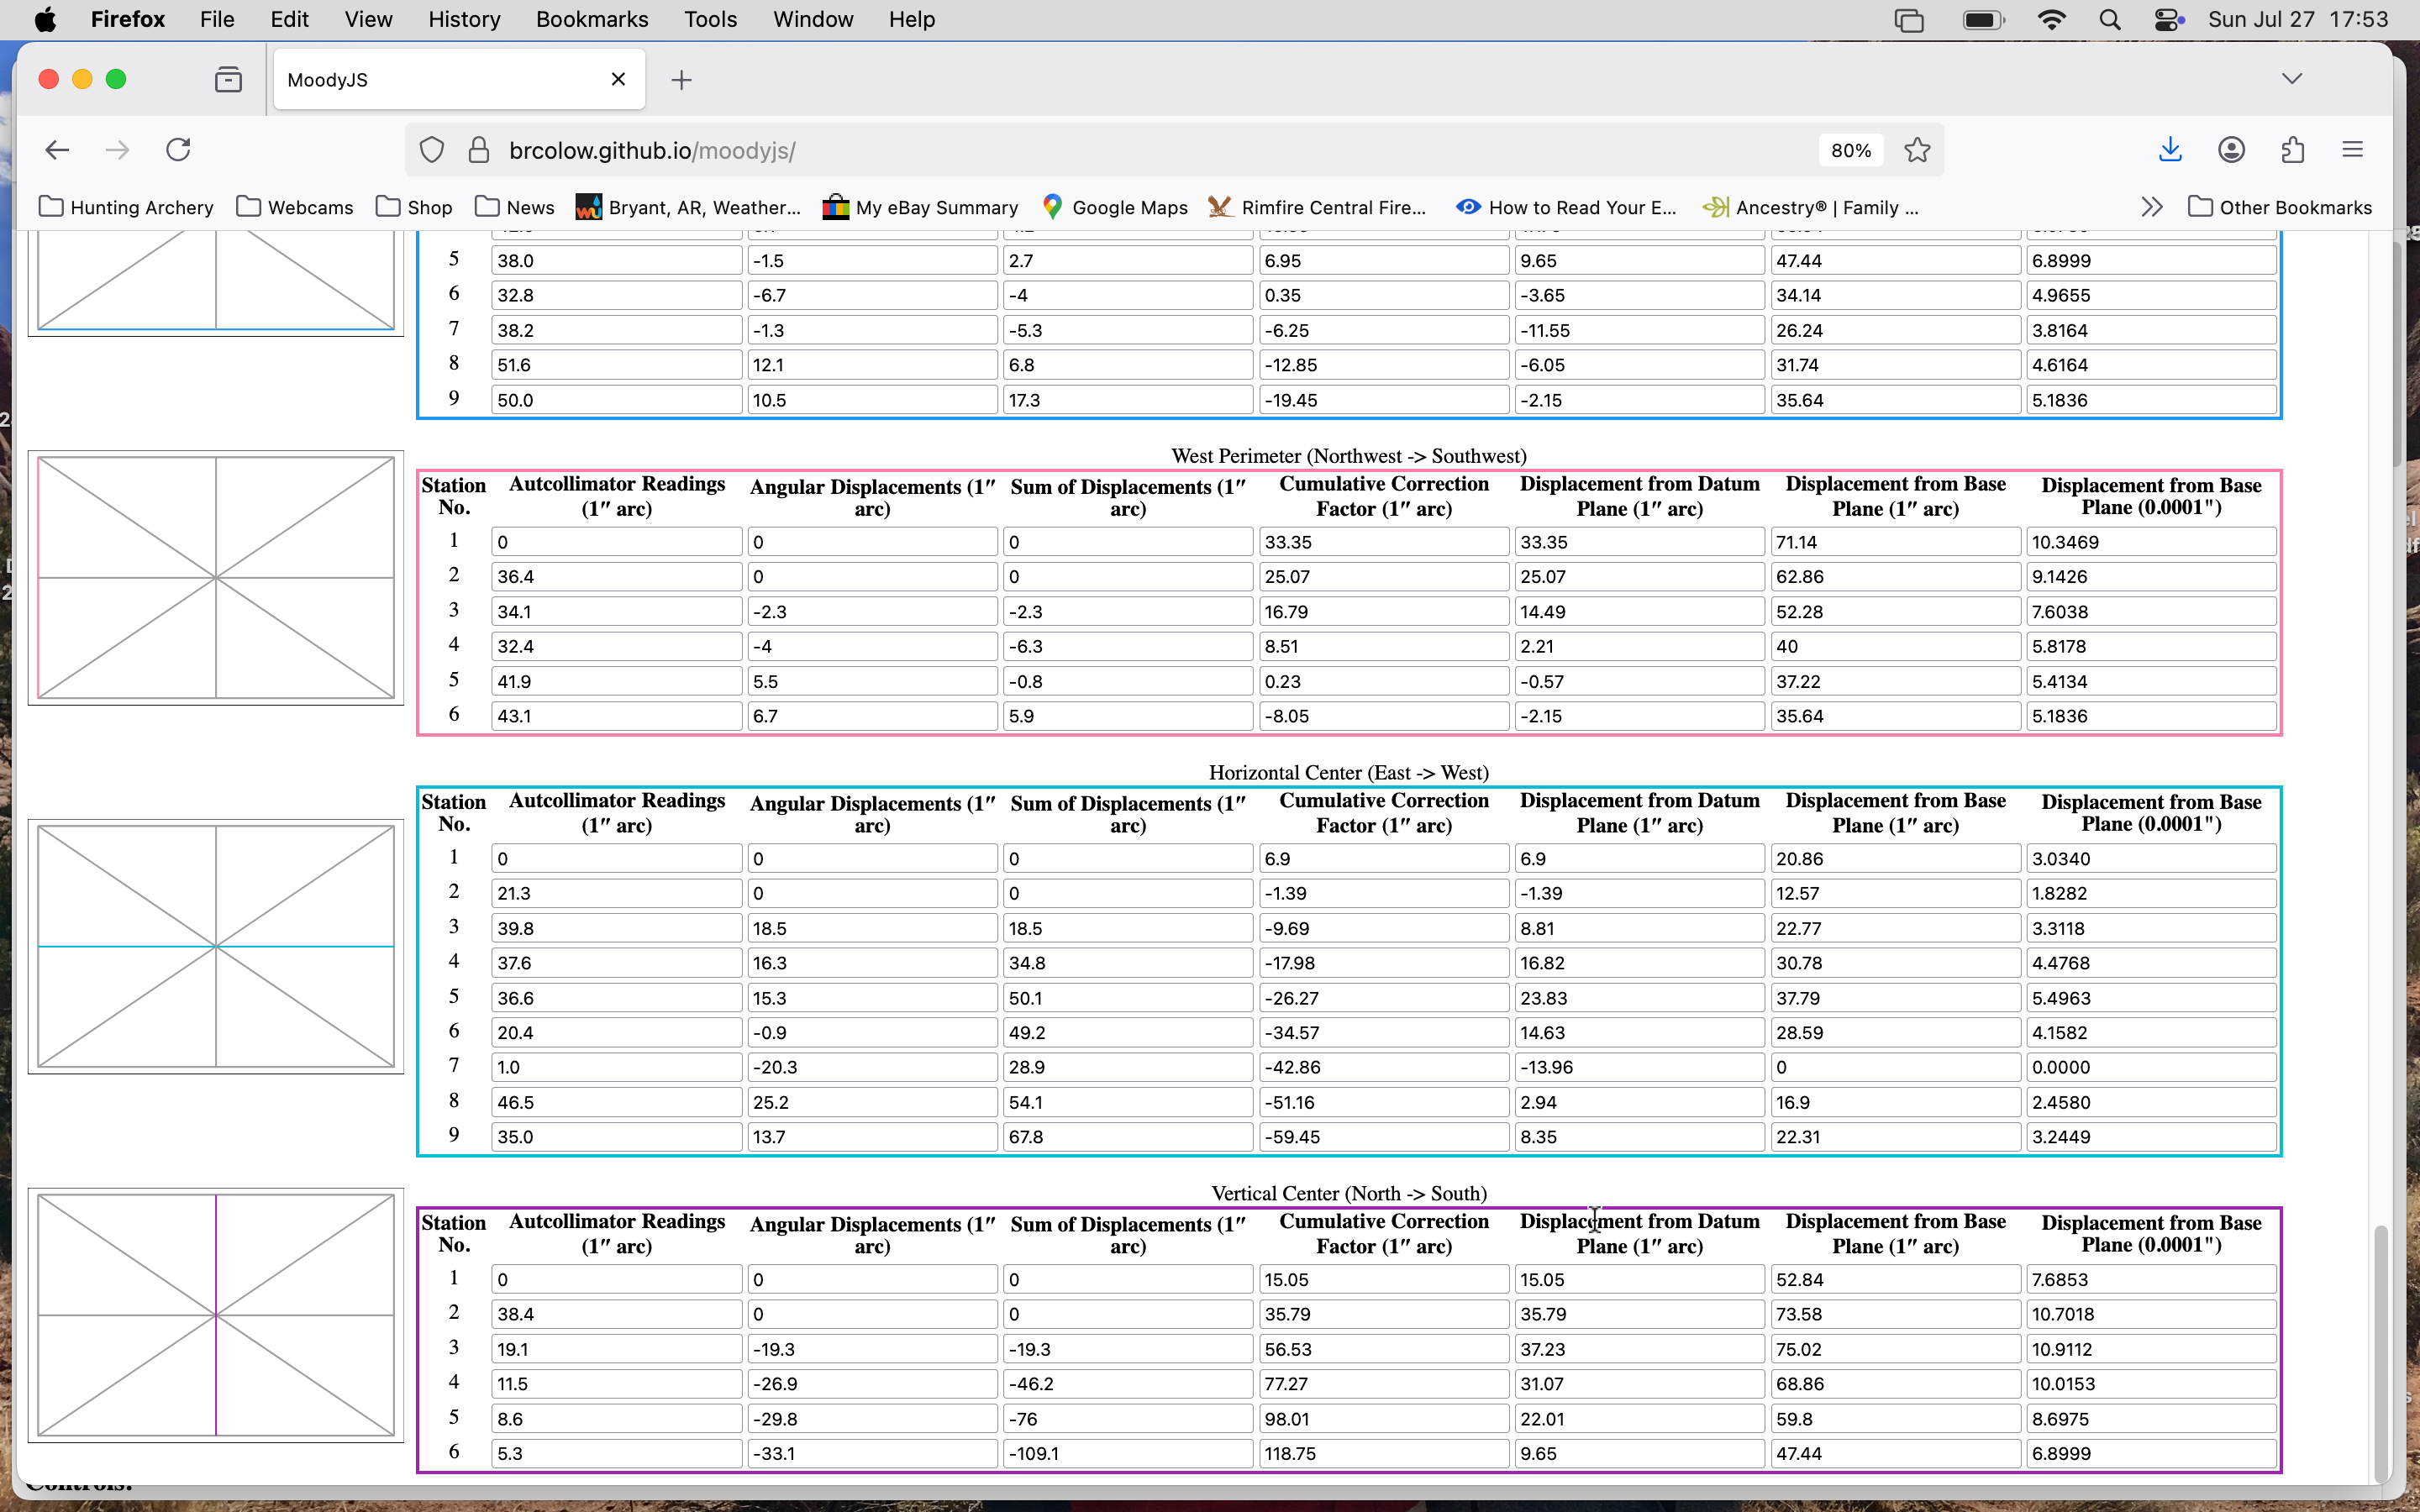 Firefox File Edit View History Bookmarks Tools Window Help Sun Jul 27 17:53
MoodyJS
brcolow.github.io/moodyjs/ 80%
Hunting Archery Webcams Shop News Bryant, AR, Weather... My eBay Summary Google Maps Rimfire Central Fire... How to Read Your E... Ancestry® | Family ... Other Bookmarks
5 38.0 -1.5 2.7 6.95 9.65 47.44 6.8999
6 32.8 -6.7 -4 0.35 -3.65 34.14 4.9655
7 38.2 -1.3 -5.3 -6.25 -11.55 26.24 3.8164
8 51.6 12.1 6.8 -12.85 -6.05 31.74 4.6164
9 50.0 10.5 17.3 -19.45 -2.15 35.64 5.1836
West Perimeter (Northwest -> Southwest)
Station Autcollimator Readings Angular Displacements (1″ Sum of Displacements (1″ Cumulative Correction Displacement from Datum Displacement from Base Displacement from Base
No. (1″ arc) arc) arc) Factor (1″ arc) Plane (1″ arc) Plane (1″ arc) Plane (0.0001")
1 0 0 0 33.35 33.35 71.14 10.3469
2 36.4 0 0 25.07 25.07 62.86 9.1426
3 34.1 -2.3 -2.3 16.79 14.49 52.28 7.6038
4 32.4 -4 -6.3 8.51 2.21 40 5.8178
5 41.9 5.5 -0.8 0.23 -0.57 37.22 5.4134
6 43.1 6.7 5.9 -8.05 -2.15 35.64 5.1836
Horizontal Center (East -> West)
Station Autcollimator Readings Angular Displacements (1″ Sum of Displacements (1″ Cumulative Correction Displacement from Datum Displacement from Base Displacement from Base
No. (1″ arc) arc) arc) Factor (1″ arc) Plane (1″ arc) Plane (1″ arc) Plane (0.0001")
1 0 0 0 6.9 6.9 20.86 3.0340
2 21.3 0 0 -1.39 -1.39 12.57 1.8282
3 39.8 18.5 18.5 -9.69 8.81 22.77 3.3118
4 37.6 16.3 34.8 -17.98 16.82 30.78 4.4768
5 36.6 15.3 50.1 -26.27 23.83 37.79 5.4963
6 20.4 -0.9 49.2 -34.57 14.63 28.59 4.1582
7 1.0 -20.3 28.9 -42.86 -13.96 0 0.0000
8 46.5 25.2 54.1 -51.16 2.94 16.9 2.4580
9 35.0 13.7 67.8 -59.45 8.35 22.31 3.2449
Vertical Center (North -> South)
Station Autcollimator Readings Angular Displacements (1″ Sum of Displacements (1″ Cumulative Correction Displacement from Datum Displacement from Base Displacement from Base
No. (1″ arc) arc) arc) Factor (1″ arc) Plane (1″ arc) Plane (1″ arc) Plane (0.0001")
1 0 0 0 15.05 15.05 52.84 7.6853
2 38.4 0 0 35.79 35.79 73.58 10.7018
3 19.1 -19.3 -19.3 56.53 37.23 75.02 10.9112
4 11.5 -26.9 -46.2 77.27 31.07 68.86 10.0153
5 8.6 -29.8 -76 98.01 22.01 59.8 8.6975
6 5.3 -33.1 -109.1 118.75 9.65 47.44 6.8999